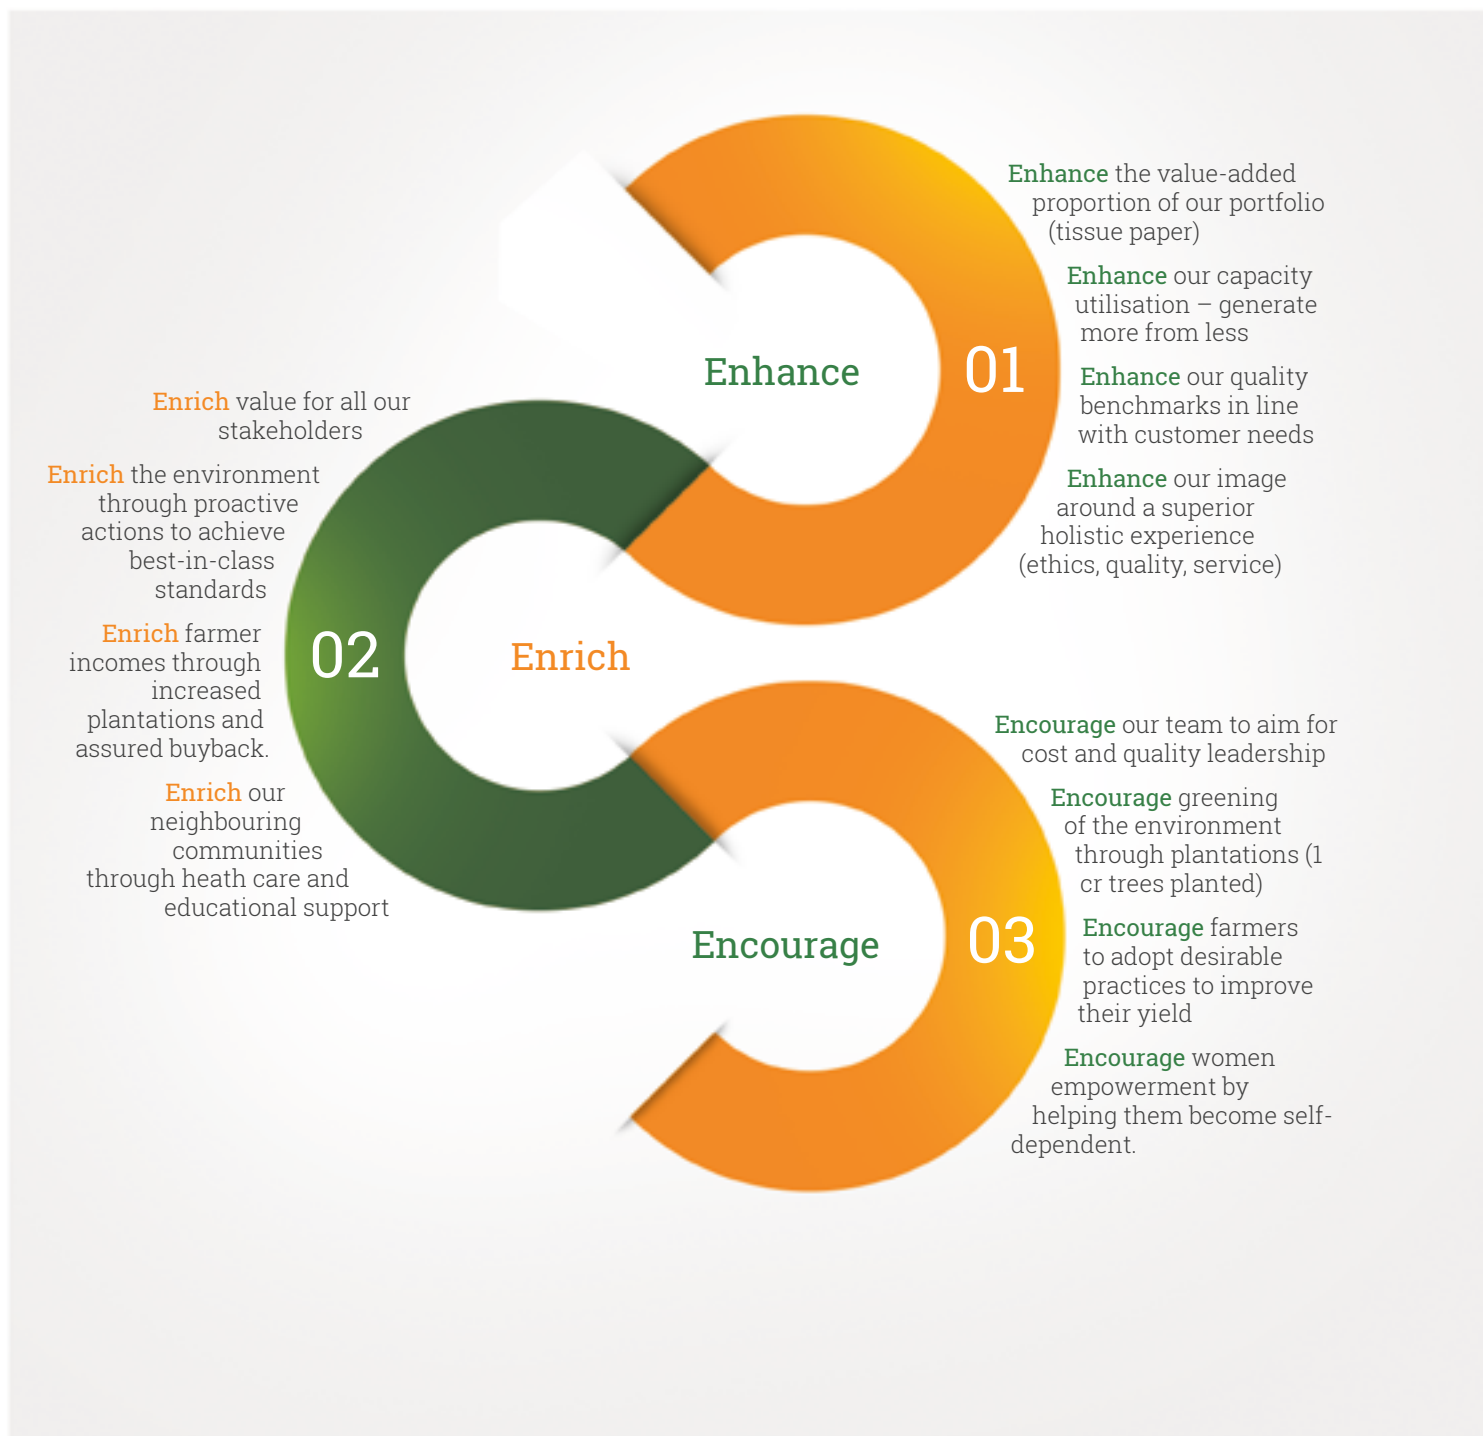 Enhance the value-added
proportion of our portfolio
(tissue paper)
Enhance our capacity
utilisation – generate
more from less
Enhance our quality
benchmarks in line
with customer needs
Enhance our image
around a superior
holistic experience
(ethics, quality, service)
Enhance
01
Enrich value for all our
stakeholders
Enrich the environment
through proactive
actions to achieve
best-in-class
standards
Enrich farmer
incomes through
increased
plantations and
assured buyback.
Enrich our
neighbouring
communities
through heath care and
educational support
02
Enrich
Encourage our team to aim for
cost and quality leadership
Encourage greening
of the environment
through plantations (1
cr trees planted)
Encourage farmers
to adopt desirable
practices to improve
their yield
Encourage women
empowerment by
helping them become self-
dependent.
Encourage
03